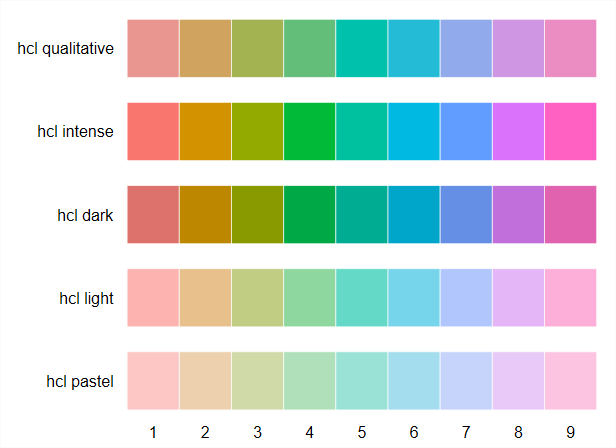 hcl qualitative
hcl intense
hcl dark
hcl light
hcl pastel
1 2 3 4 5 6 7 8 9